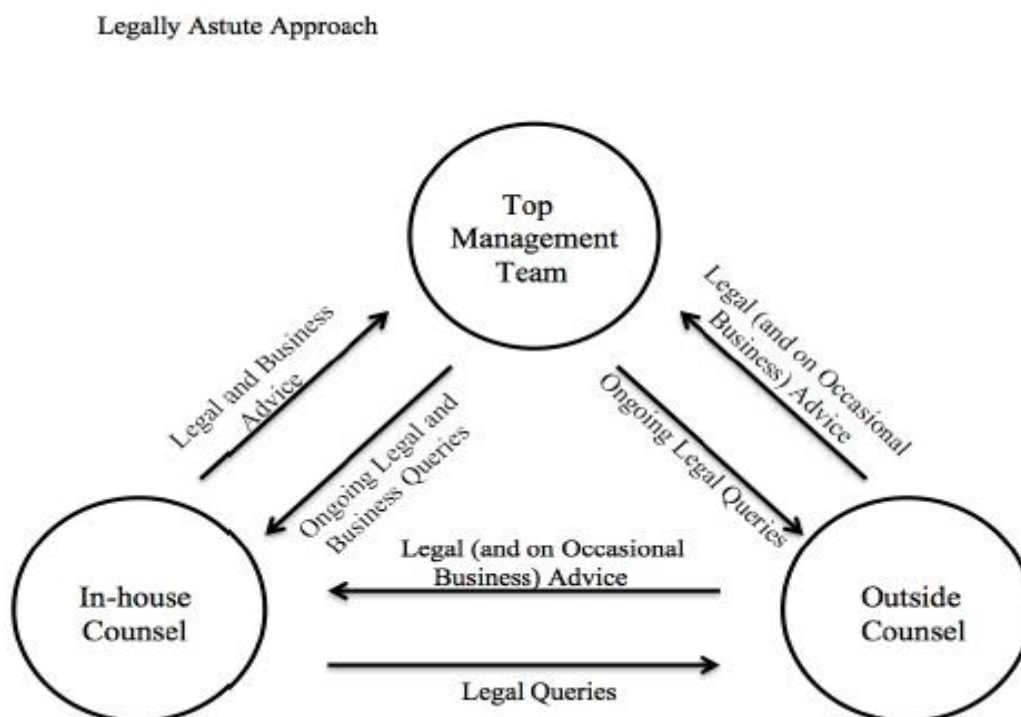 Legally Astute Approach
Top
Management
Team
Legal and Business
Advice
Ongoing Legal and
Business Queries
Ongoing Legal Queries
Legal (and on Occasional
Business) Advice
Legal (and on Occasional
Business) Advice
In-house
Counsel
Outside
Counsel
Legal Queries